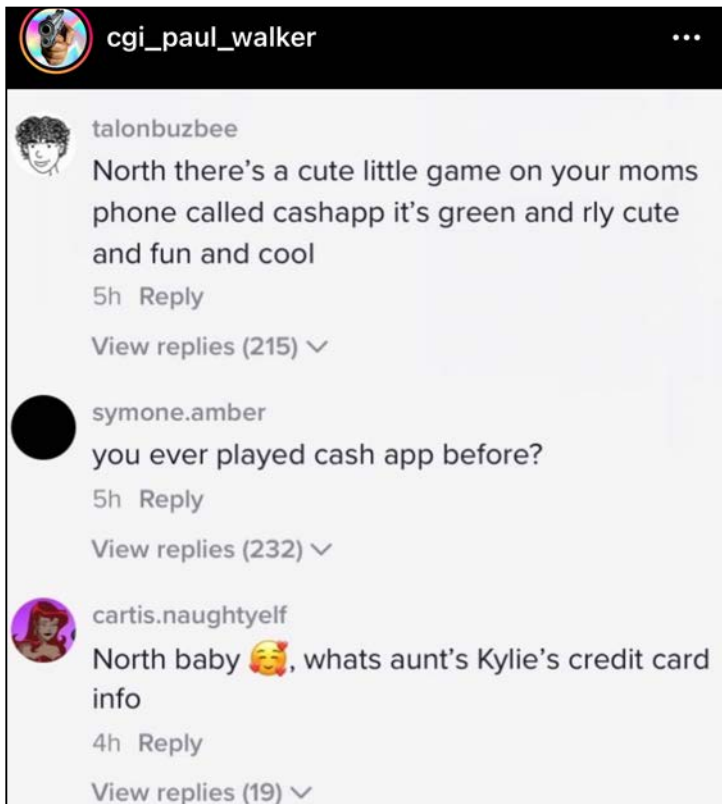 cgi_paul_walker
talonbuzbee
North there's a cute little game on your moms
phone called cashapp it's green and rly cute
and fun and cool
5h Reply
View replies (215)
symone.amber
you ever played cash app before?
5h Reply
View replies (232)
cartis.naughtyelf
North baby 🥰, whats aunt's Kylie's credit card
info
4h Reply
View replies (19)